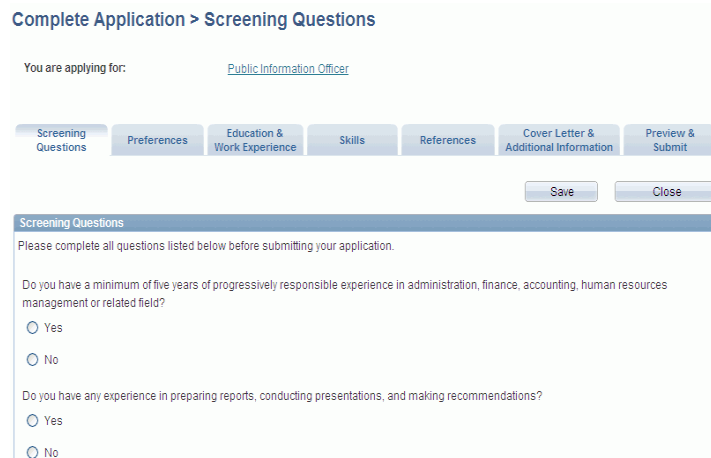 Complete Application > Screening Questions
You are applying for: Public Information Officer
Screening Questions
Preferences
Education & Work Experience
Skills
References
Cover Letter & Additional Information
Preview & Submit
Save Close
Screening Questions
Please complete all questions listed below before submitting your application.
Do you have a minimum of five years of progressively responsible experience in administration, finance, accounting, human resources
management or related field?
Yes
No
Do you have any experience in preparing reports, conducting presentations, and making recommendations?
Yes
No